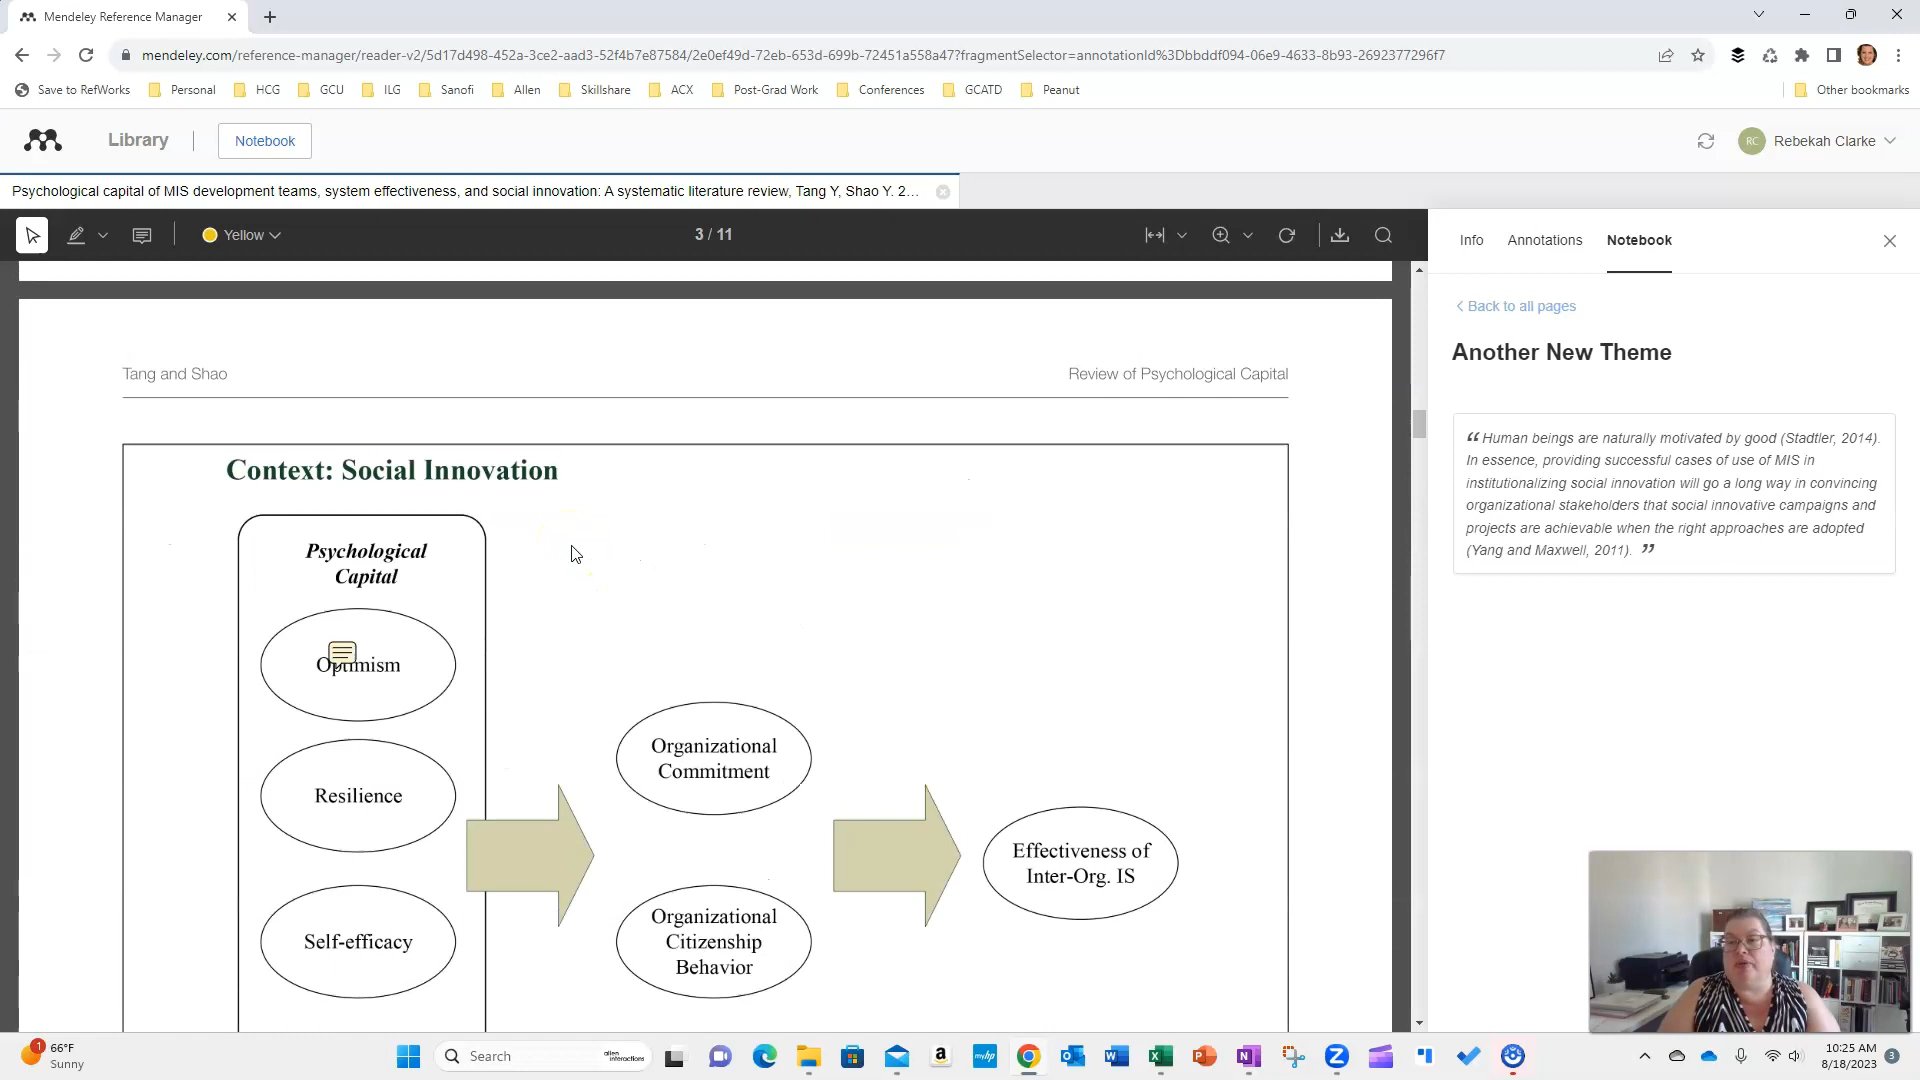 Mendeley Reference Manager
mendeley.com/reference-manager/reader-v2/5d17d498-452a-3ce2-aad3-52f4b7e87584/2e0ef49d-72eb-653d-699b-72451a558a47?fragmentSelector=annotationId%3Dbbddf094-06e9-4633-8b93-2692377296f7
Save to RefWorks Personal HCG GCU ILG Sanofi Allen Skillshare ACX Post-Grad Work Conferences GCATD Peanut Other bookmarks
Library Notebook RC Rebekah Clarke
Psychological capital of MIS development teams, system effectiveness, and social innovation: A systematic literature review, Tang Y, Shao Y. 2...
Yellow 3 / 11
Tang and Shao Review of Psychological Capital
Context: Social Innovation
Psychological
Capital
Optimism
Resilience
Self-efficacy
Organizational
Commitment
Organizational
Citizenship
Behavior
Effectiveness of
Inter-Org. IS
Info Annotations Notebook
Back to all pages
Another New Theme
“ Human beings are naturally motivated by good (Stadtler, 2014).
In essence, providing successful cases of use of MIS in
institutionalizing social innovation will go a long way in convincing
organizational stakeholders that social innovative campaigns and
projects are achievable when the right approaches are adopted
(Yang and Maxwell, 2011). ”
1
66°F
Sunny
Search
allen
interactions
myhp
10:25 AM
8/18/2023
3